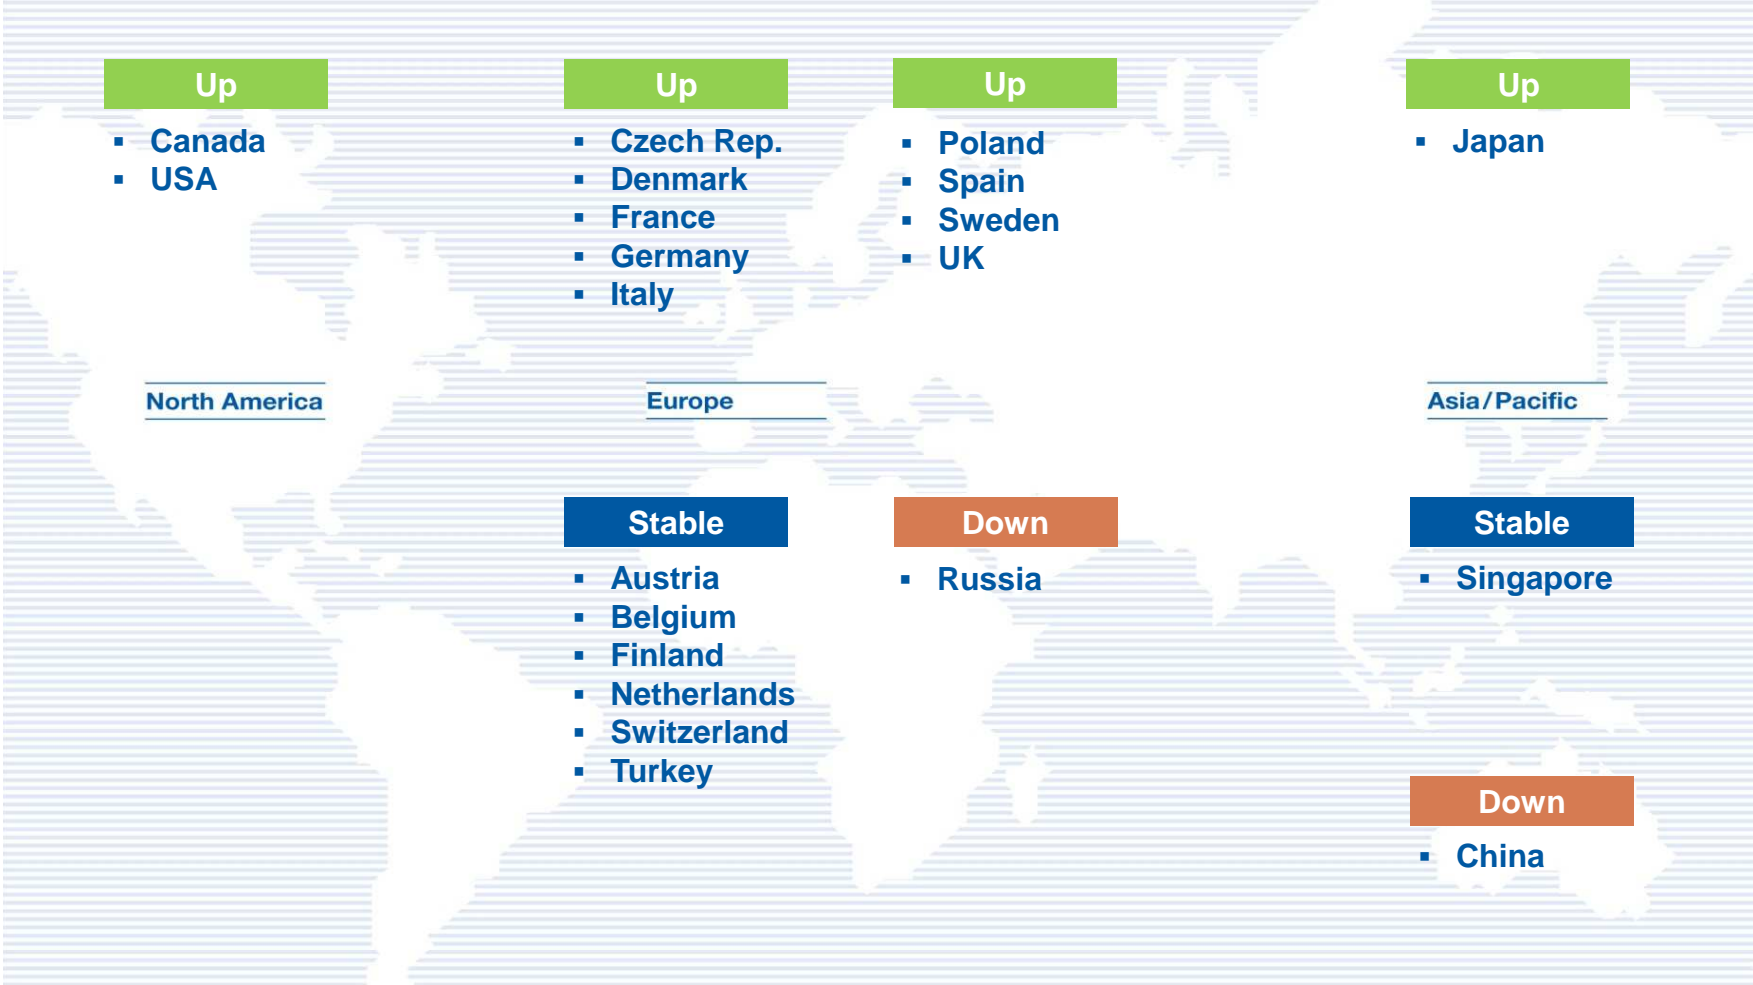 Up
▪ Canada
▪ USA
Up
▪ Czech Rep.
▪ Denmark
▪ France
▪ Germany
▪ Italy
Up
▪ Poland
▪ Spain
▪ Sweden
▪ UK
Up
▪ Japan
North America
Europe
Asia/Pacific
Stable
▪ Austria
▪ Belgium
▪ Finland
▪ Netherlands
▪ Switzerland
▪ Turkey
Down
▪ Russia
Stable
▪ Singapore
Down
▪ China